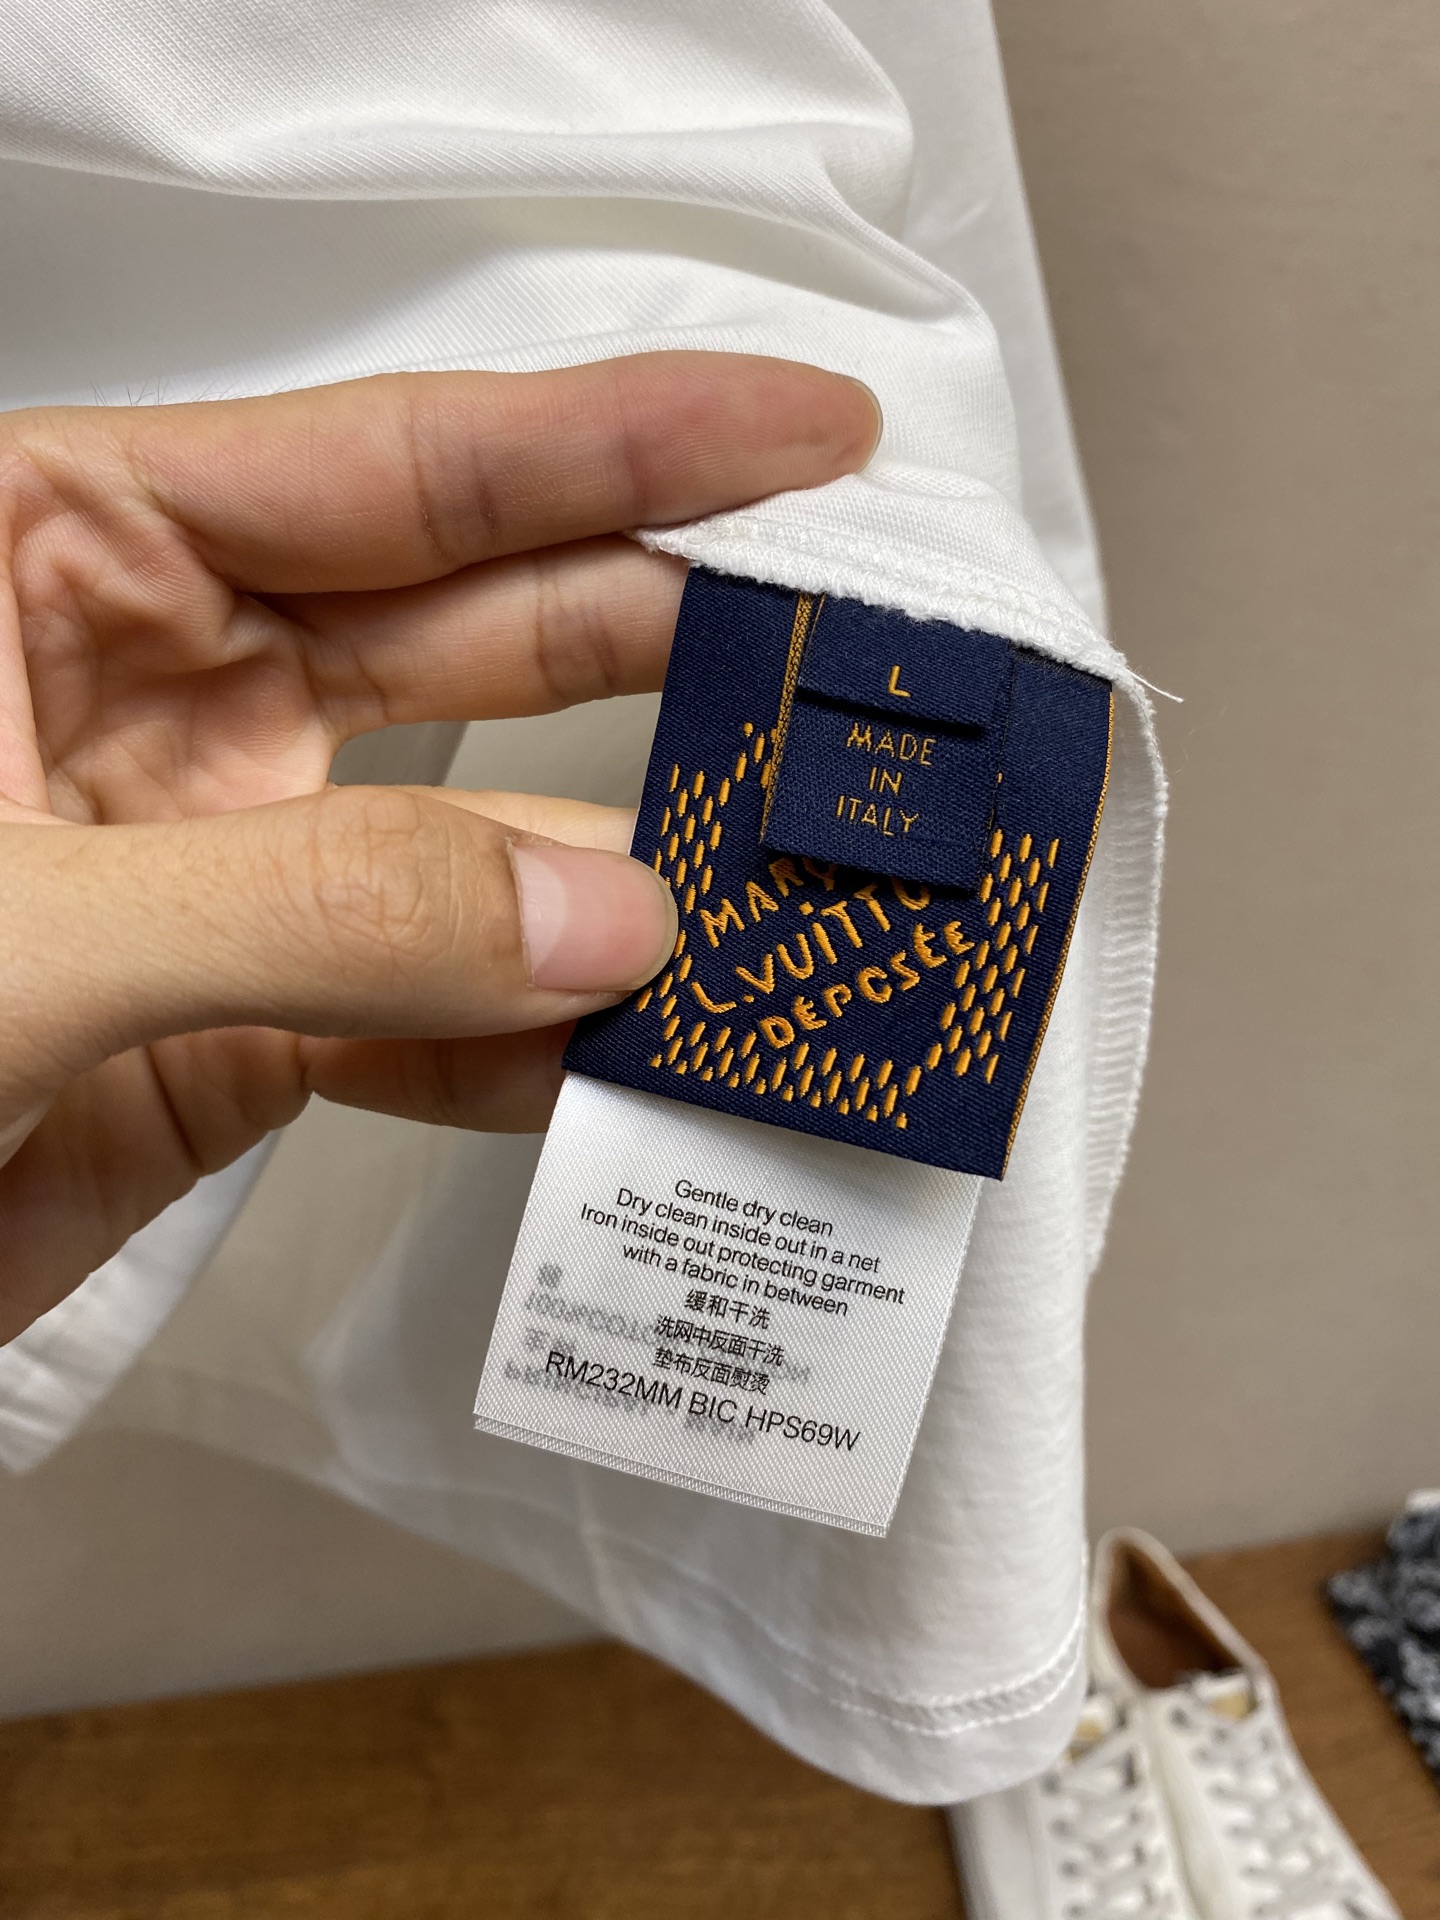 L
MADE
IN
ITALY
L.VUITTO
DEPOSÉE
Gentle dry clean
Dry clean inside out in a net
Iron inside out protecting garment
with a fabric in between
缓和干洗
洗网中反面干洗
垫布反面熨烫
RM232MM BIC HPS69W